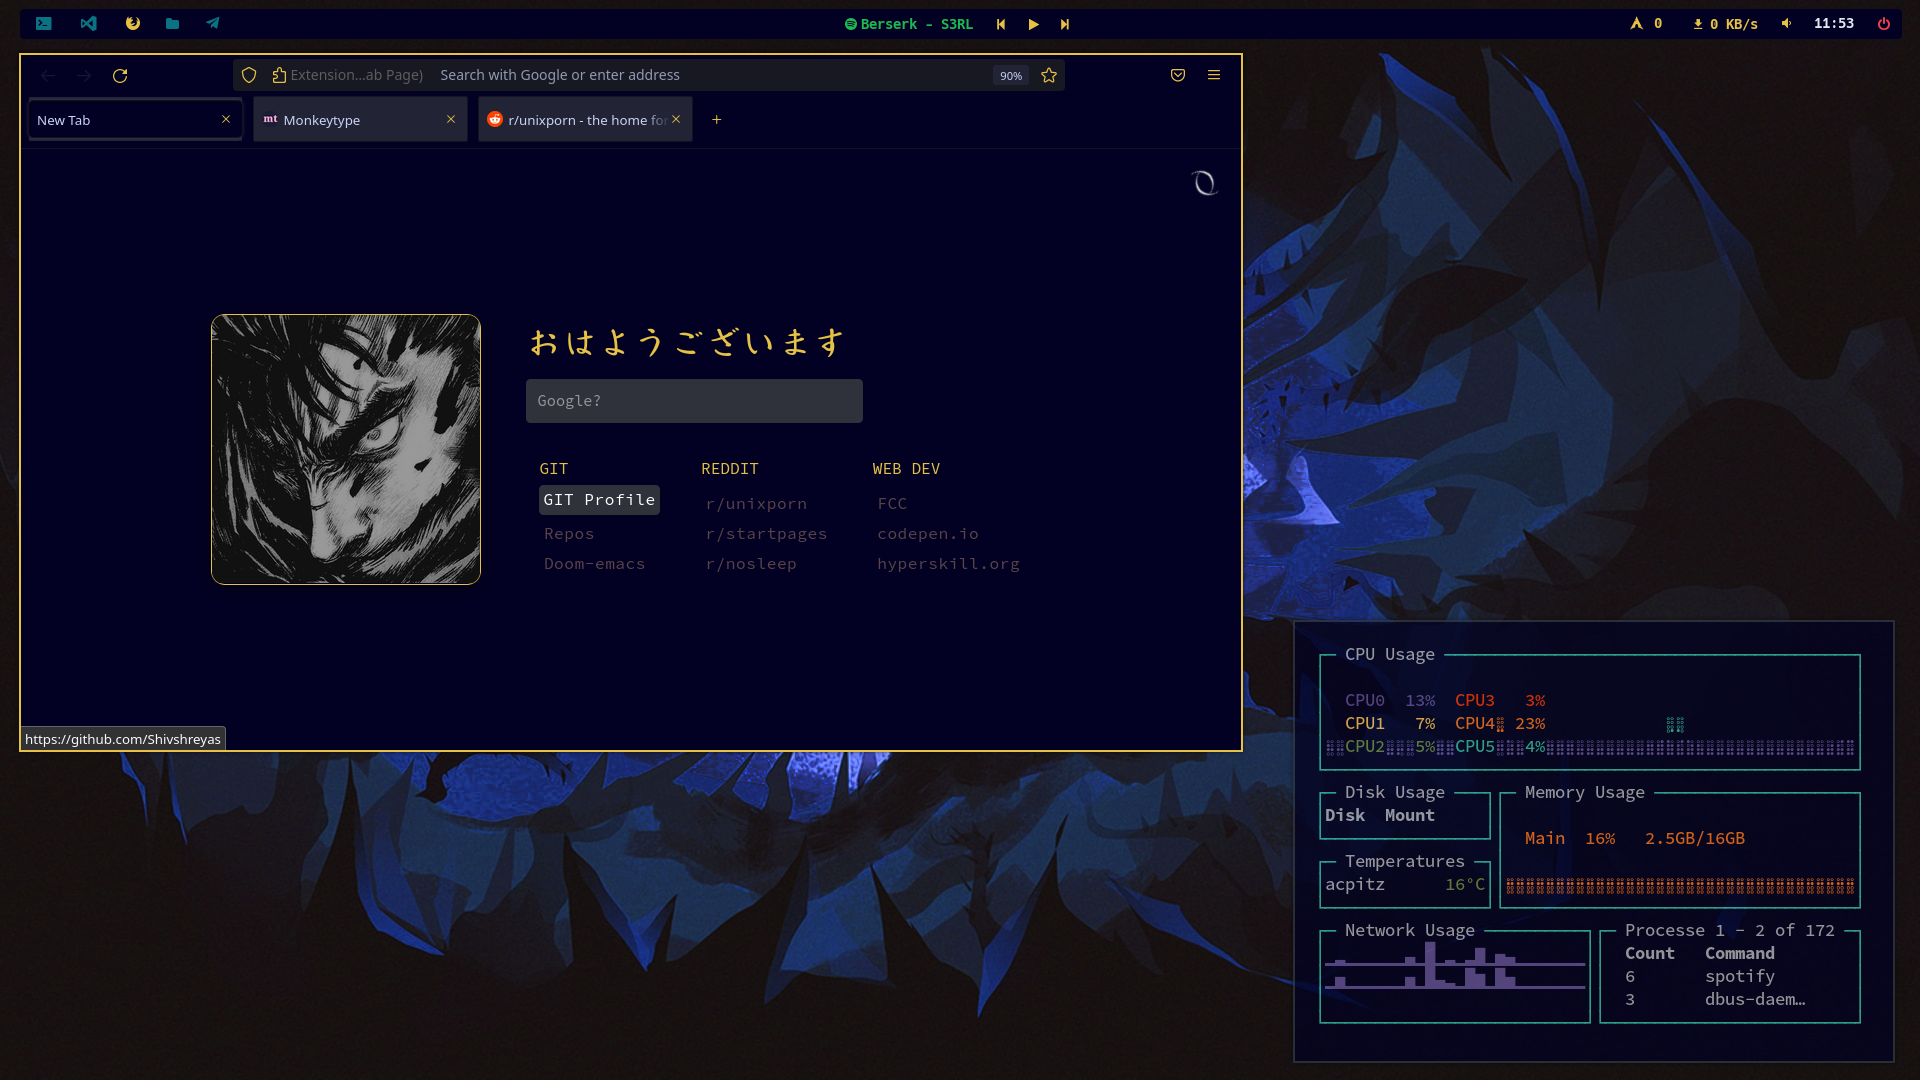 Berserk - S3RL
0
0 KB/s
11:53
Extension...ab Page)
Search with Google or enter address
90%
New Tab
mt Monkeytype
r/unixporn - the home for
おはようございます
Google?
GIT
REDDIT
WEB DEV
GIT Profile
r/unixporn
FCC
Repos
r/startpages
codepen.io
Doom-emacs
r/nosleep
hyperskill.org
https://github.com/Shivshreyas
CPU Usage
CPU0 13% CPU3 3%
CPU1 7% CPU4 23%
CPU2 5% CPU5 4%
Disk Usage
Disk Mount
Memory Usage
Main 16% 2.5GB/16GB
Temperatures
acpitz 16°C
Network Usage
Processe 1 - 2 of 172
Count Command
6 spotify
3 dbus-daem…